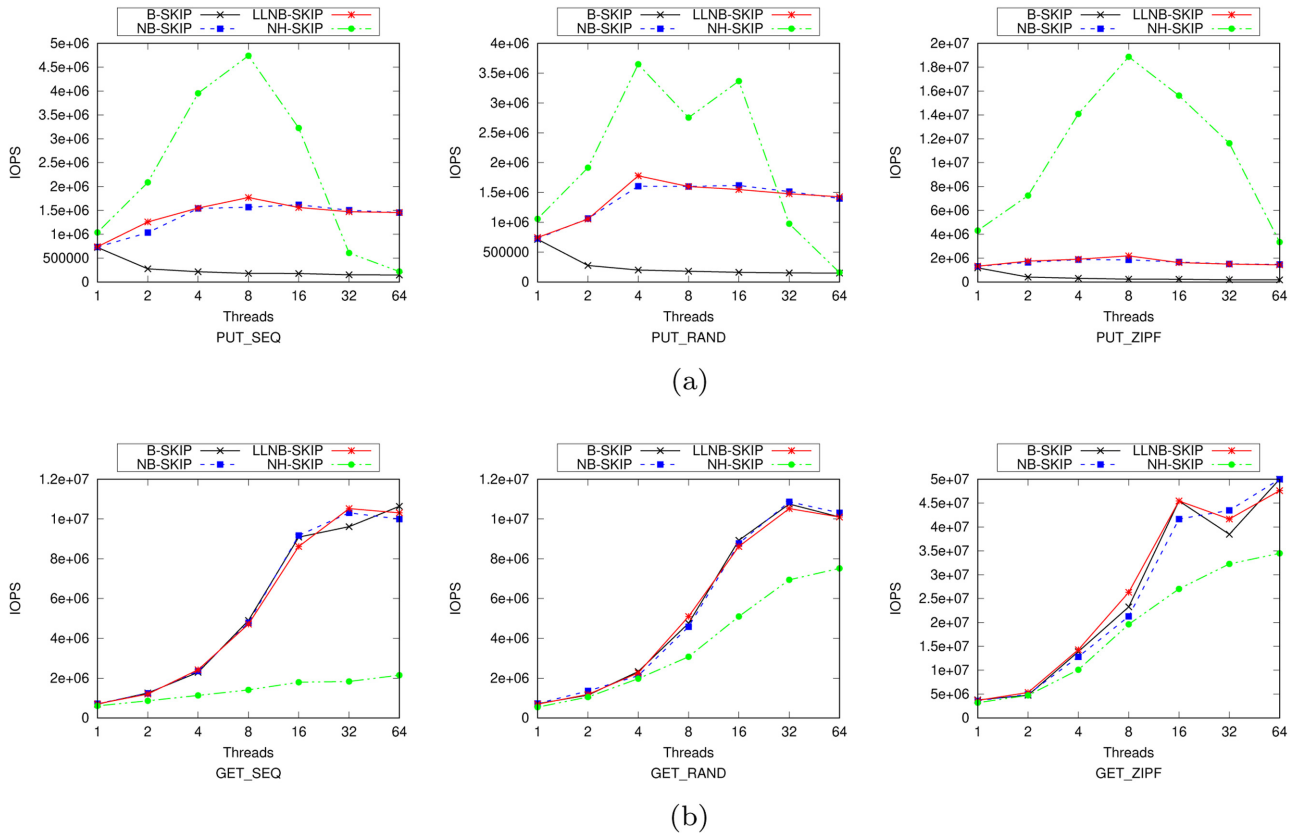 B-SKIP LLNB-SKIP
NB-SKIP NH-SKIP
5e+06
4.5e+06
4e+06
3.5e+06
3e+06
2.5e+06
2e+06
1.5e+06
1e+06
500000
0
IOPS
1 2 4 8 16 32 64
Threads
PUT_SEQ
B-SKIP LLNB-SKIP
NB-SKIP NH-SKIP
4e+06
3.5e+06
3e+06
2.5e+06
2e+06
1.5e+06
1e+06
500000
0
IOPS
1 2 4 8 16 32 64
Threads
PUT_RAND
B-SKIP LLNB-SKIP
NB-SKIP NH-SKIP
2e+07
1.8e+07
1.6e+07
1.4e+07
1.2e+07
1e+07
8e+06
6e+06
4e+06
2e+06
0
IOPS
1 2 4 8 16 32 64
Threads
PUT_ZIPF
(a)
B-SKIP LLNB-SKIP
NB-SKIP NH-SKIP
1.2e+07
1e+07
8e+06
6e+06
4e+06
2e+06
0
IOPS
1 2 4 8 16 32 64
Threads
GET_SEQ
B-SKIP LLNB-SKIP
NB-SKIP NH-SKIP
1.2e+07
1e+07
8e+06
6e+06
4e+06
2e+06
0
IOPS
1 2 4 8 16 32 64
Threads
GET_RAND
B-SKIP LLNB-SKIP
NB-SKIP NH-SKIP
5e+07
4.5e+07
4e+07
3.5e+07
3e+07
2.5e+07
2e+07
1.5e+07
1e+07
5e+06
0
IOPS
1 2 4 8 16 32 64
Threads
GET_ZIPF
(b)